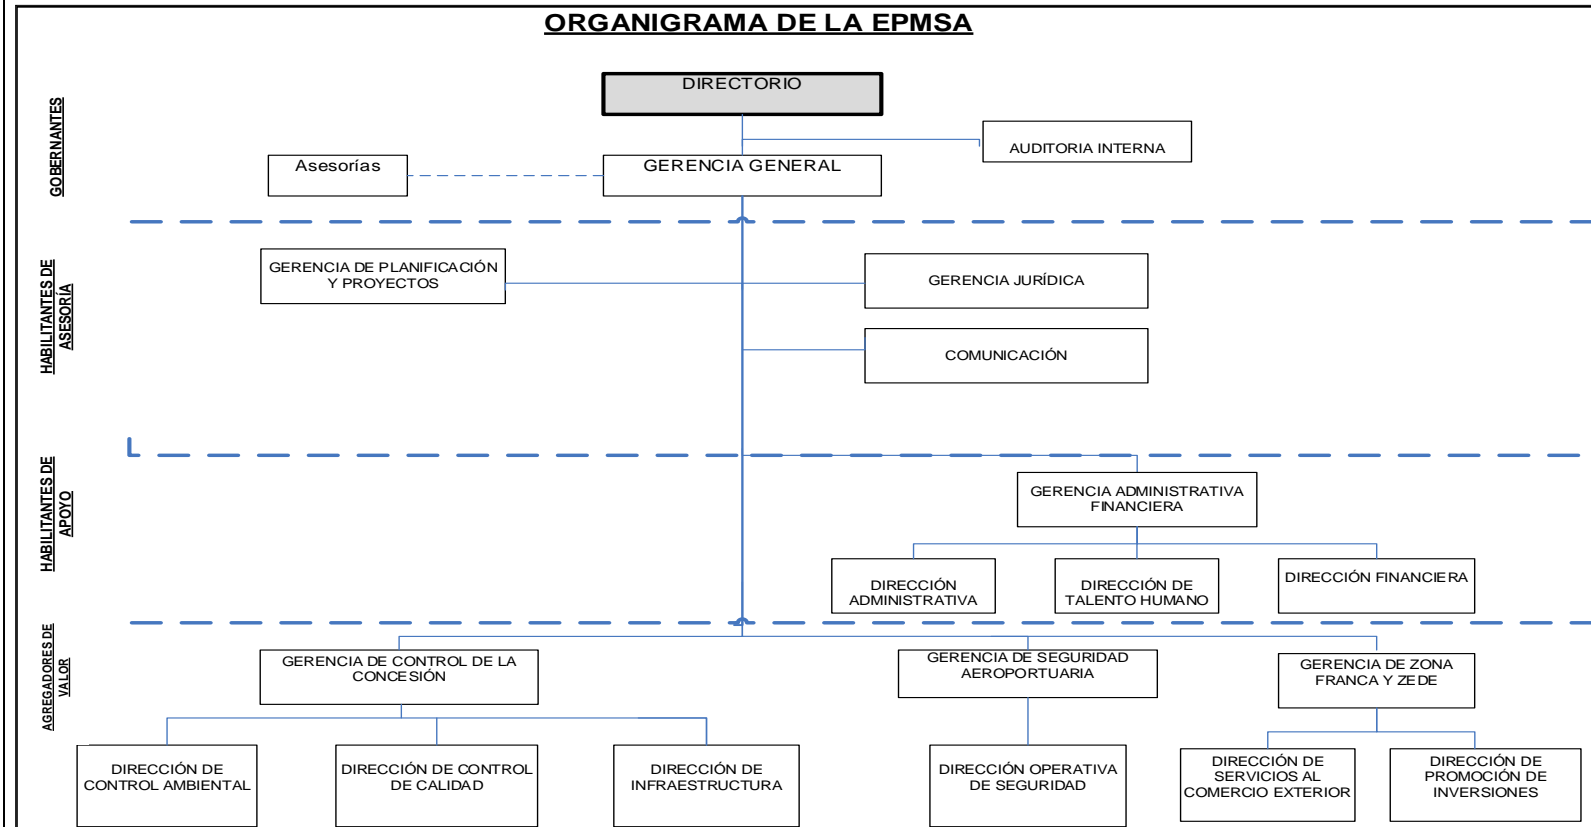 ORGANIGRAMA DE LA EPMSA
GOBERNANTES
DIRECTORIO
AUDITORIA INTERNA
Asesorías
GERENCIA GENERAL
HABILITANTES DE
ASESORÍA
GERENCIA DE PLANIFICACIÓN
Y PROYECTOS
GERENCIA JURÍDICA
COMUNICACIÓN
HABILITANTES DE
APOYO
GERENCIA ADMINISTRATIVA
FINANCIERA
DIRECCIÓN
ADMINISTRATIVA
DIRECCIÓN DE
TALENTO HUMANO
DIRECCIÓN FINANCIERA
AGREGADORES DE
VALOR
GERENCIA DE CONTROL DE LA
CONCESIÓN
GERENCIA DE SEGURIDAD
AEROPORTUARIA
GERENCIA DE ZONA
FRANCA Y ZEDE
DIRECCIÓN DE
CONTROL AMBIENTAL
DIRECCIÓN DE CONTROL
DE CALIDAD
DIRECCIÓN DE
INFRAESTRUCTURA
DIRECCIÓN OPERATIVA
DE SEGURIDAD
DIRECCIÓN DE
SERVICIOS AL
COMERCIO EXTERIOR
DIRECCIÓN DE
PROMOCIÓN DE
INVERSIONES